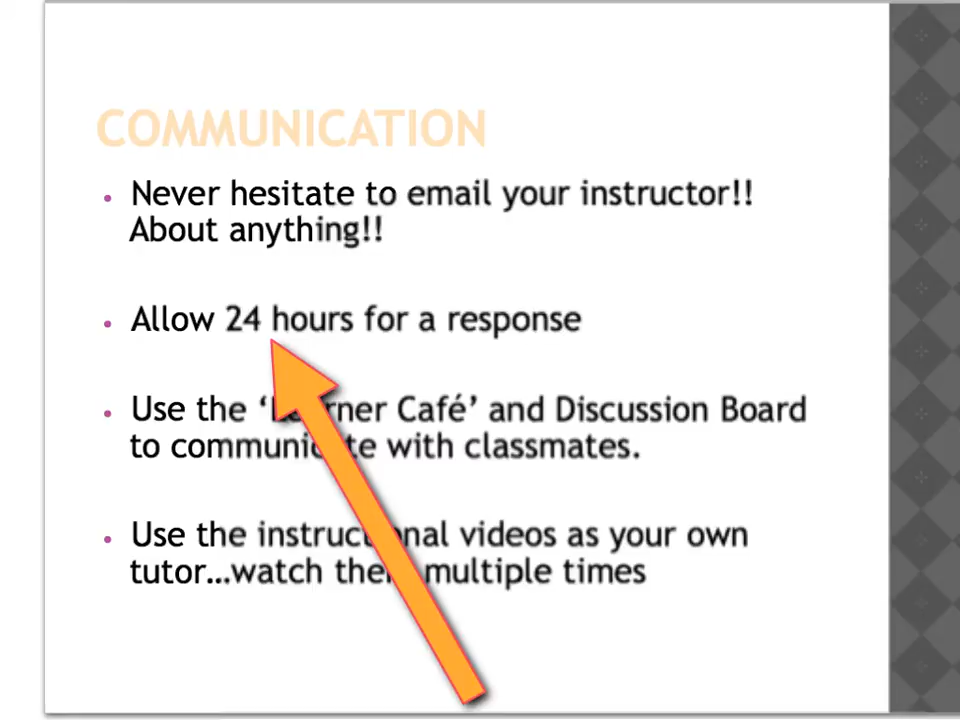 COMMUNICATION
• Never hesitate to email your instructor!!
About anything!!
• Allow 24 hours for a response
• Use the ‘Learner Café’ and Discussion Board
to communicate with classmates.
• Use the instructional videos as your own
tutor…watch them multiple times